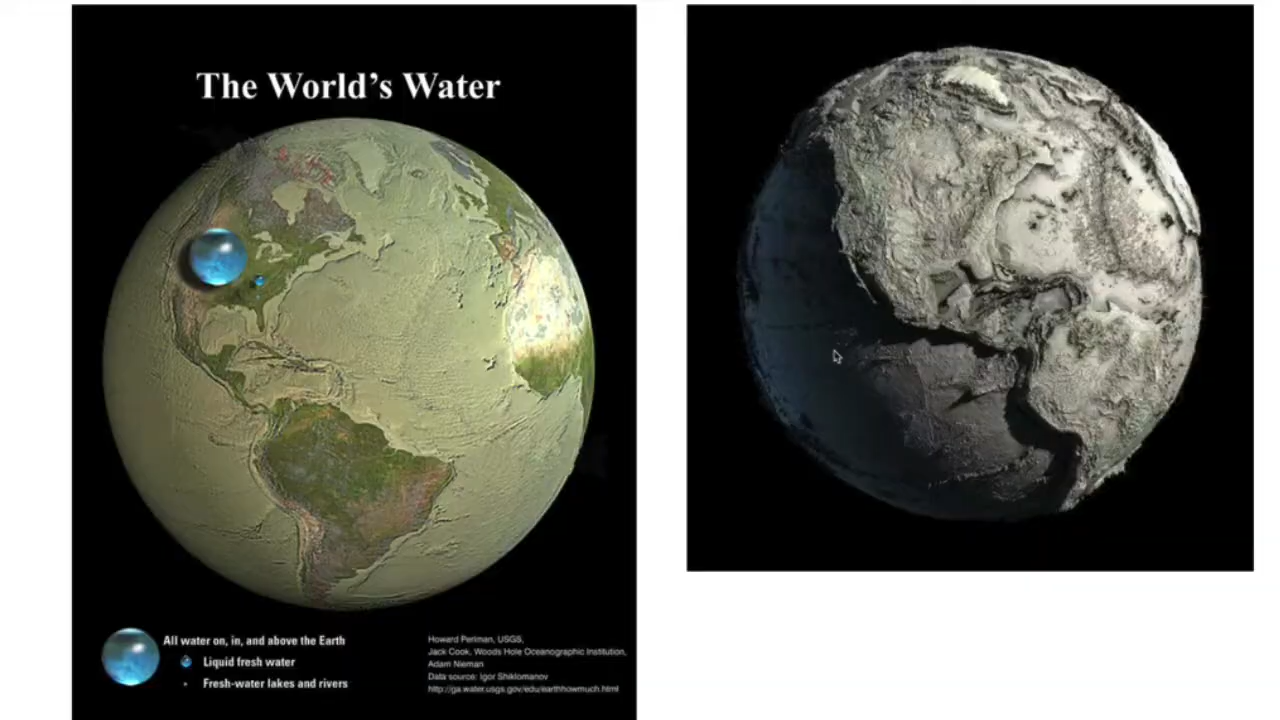 The World's Water
All water on, in, and above the Earth
Liquid fresh water
Fresh-water lakes and rivers
Howard Perlman, USGS,
Jack Cook, Woods Hole Oceanographic Institution,
Adam Nieman
Data source: Igor Shiklomanov
http://ga.water.usgs.gov/edu/earthhowmuch.html